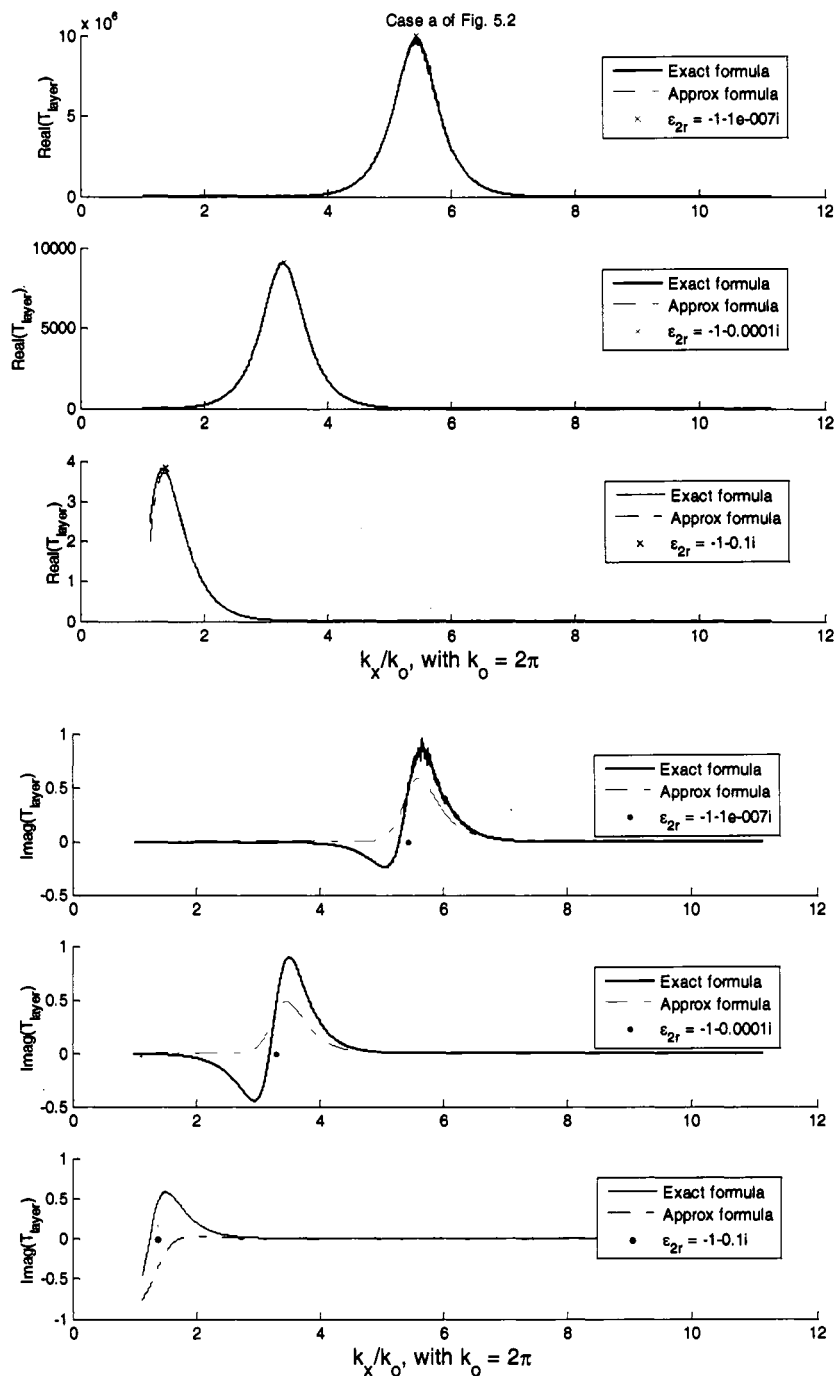 Case a of Fig. 5.2
x 10⁶
10
5
0
Real(T_layer)
Exact formula
Approx formula
× ε_2r = -1-1e-007i
0 2 4 6 8 10 12
10000
5000
0
Real(T_layer)
Exact formula
Approx formula
× ε_2r = -1-0.0001i
0 2 4 6 8 10 12
4
3
2
1
0
Real(T_layer)
Exact formula
Approx formula
× ε_2r = -1-0.1i
0 2 4 6 8 10 12
k_x/k_o, with k_o = 2π
1
0.5
0
-0.5
Imag(T_layer)
Exact formula
Approx formula
• ε_2r = -1-1e-007i
0 2 4 6 8 10 12
1
0.5
0
-0.5
Imag(T_layer)
Exact formula
Approx formula
• ε_2r = -1-0.0001i
0 2 4 6 8 10 12
1
0.5
0
-0.5
-1
Imag(T_layer)
Exact formula
Approx formula
• ε_2r = -1-0.1i
0 2 4 6 8 10 12
k_x/k_o, with k_o = 2π